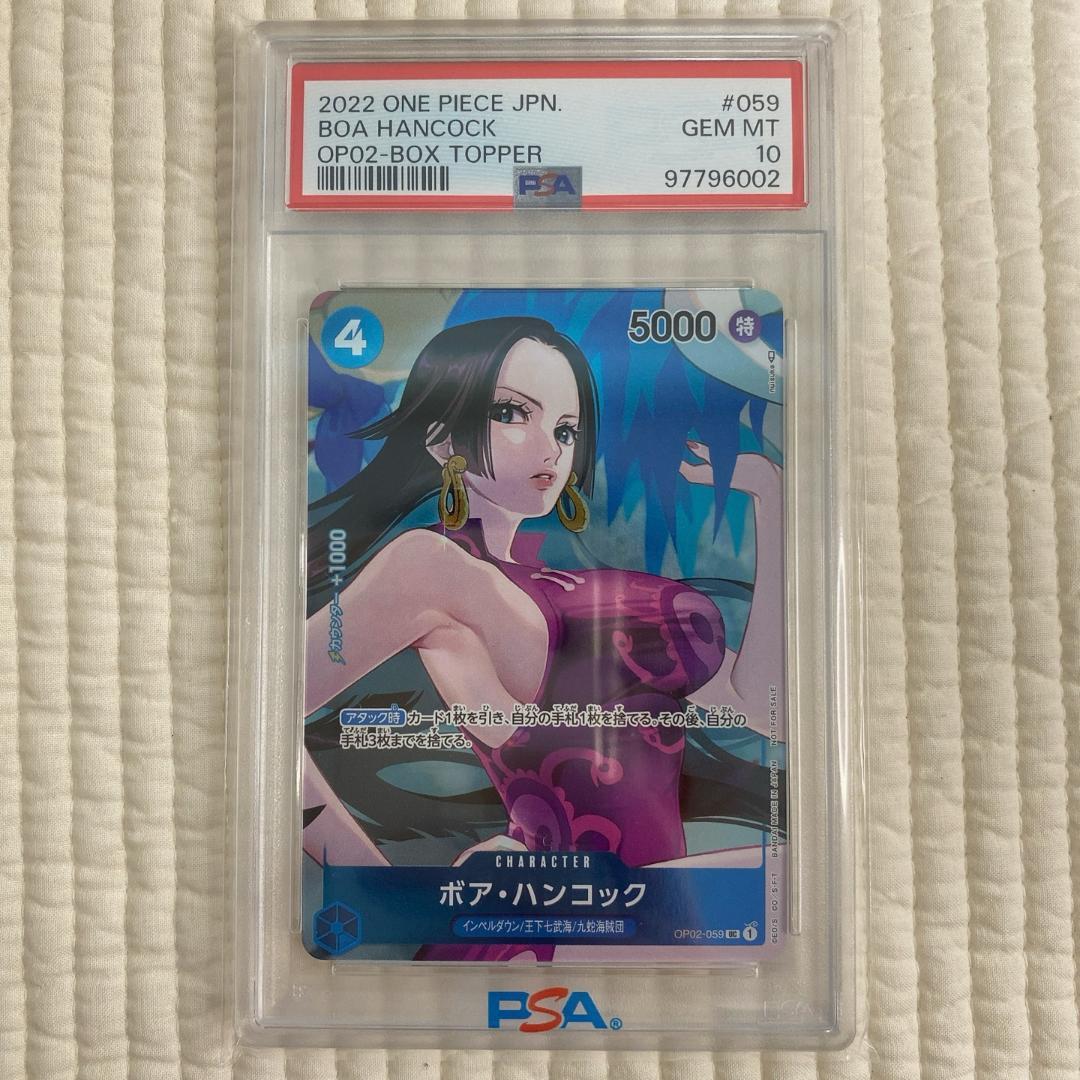 2022 ONE PIECE JPN. #059
BOA HANCOCK GEM MT
OP02-BOX TOPPER 10
PSA
97796002
4
5000 特
カウンター +1000
アタック時 カード1枚を引き、自分の手札1枚を捨てる。その後、自分の
手札3枚までを捨てる。
BANDAI MADE IN JAPAN NOT FOR SALE
CHARACTER
ボア・ハンコック
インペルダウン/王下七武海/九蛇海賊団
OP02-059 UC 1
PSA®